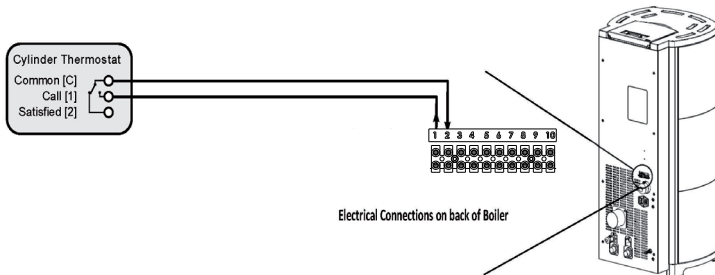 Cylinder Thermostat
Common [C]
Call [1]
Satisfied [2]
1 2 3 4 5 6 7 8 9 10
Electrical Connections on back of Boiler